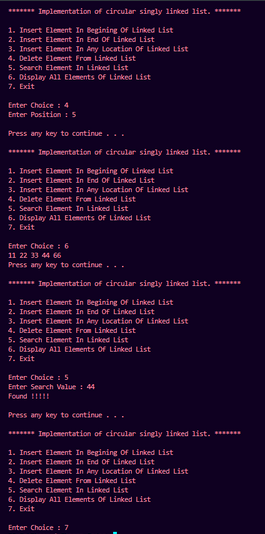 ******* Implementation of circular singly linked list. *******
1. Insert Element In Begining Of Linked List
2. Insert Element In End Of Linked List
3. Insert Element In Any Location Of Linked List
4. Delete Element From Linked List
5. Search Element In Linked List
6. Display All Elements Of Linked List
7. Exit
Enter Choice : 4
Enter Position : 5
Press any key to continue . . .
******* Implementation of circular singly linked list. *******
1. Insert Element In Begining Of Linked List
2. Insert Element In End Of Linked List
3. Insert Element In Any Location Of Linked List
4. Delete Element From Linked List
5. Search Element In Linked List
6. Display All Elements Of Linked List
7. Exit
Enter Choice : 6
11 22 33 44 66
Press any key to continue . . .
******* Implementation of circular singly linked list. *******
1. Insert Element In Begining Of Linked List
2. Insert Element In End Of Linked List
3. Insert Element In Any Location Of Linked List
4. Delete Element From Linked List
5. Search Element In Linked List
6. Display All Elements Of Linked List
7. Exit
Enter Choice : 5
Enter Search Value : 44
Found !!!!!
Press any key to continue . . .
******* Implementation of circular singly linked list. *******
1. Insert Element In Begining Of Linked List
2. Insert Element In End Of Linked List
3. Insert Element In Any Location Of Linked List
4. Delete Element From Linked List
5. Search Element In Linked List
6. Display All Elements Of Linked List
7. Exit
Enter Choice : 7